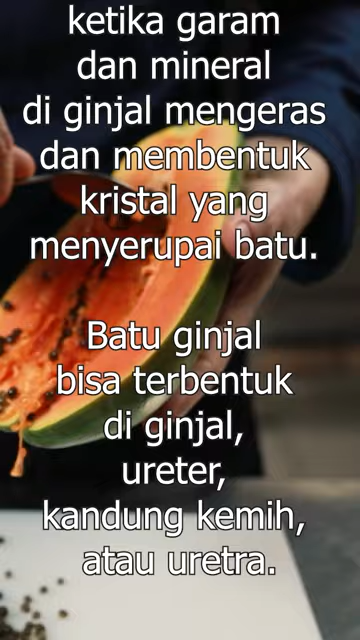 ketika garam
dan mineral
di ginjal mengeras
dan membentuk
kristal yang
menyerupai batu.
Batu ginjal
bisa terbentuk
di ginjal,
ureter,
kandung kemih,
atau uretra.